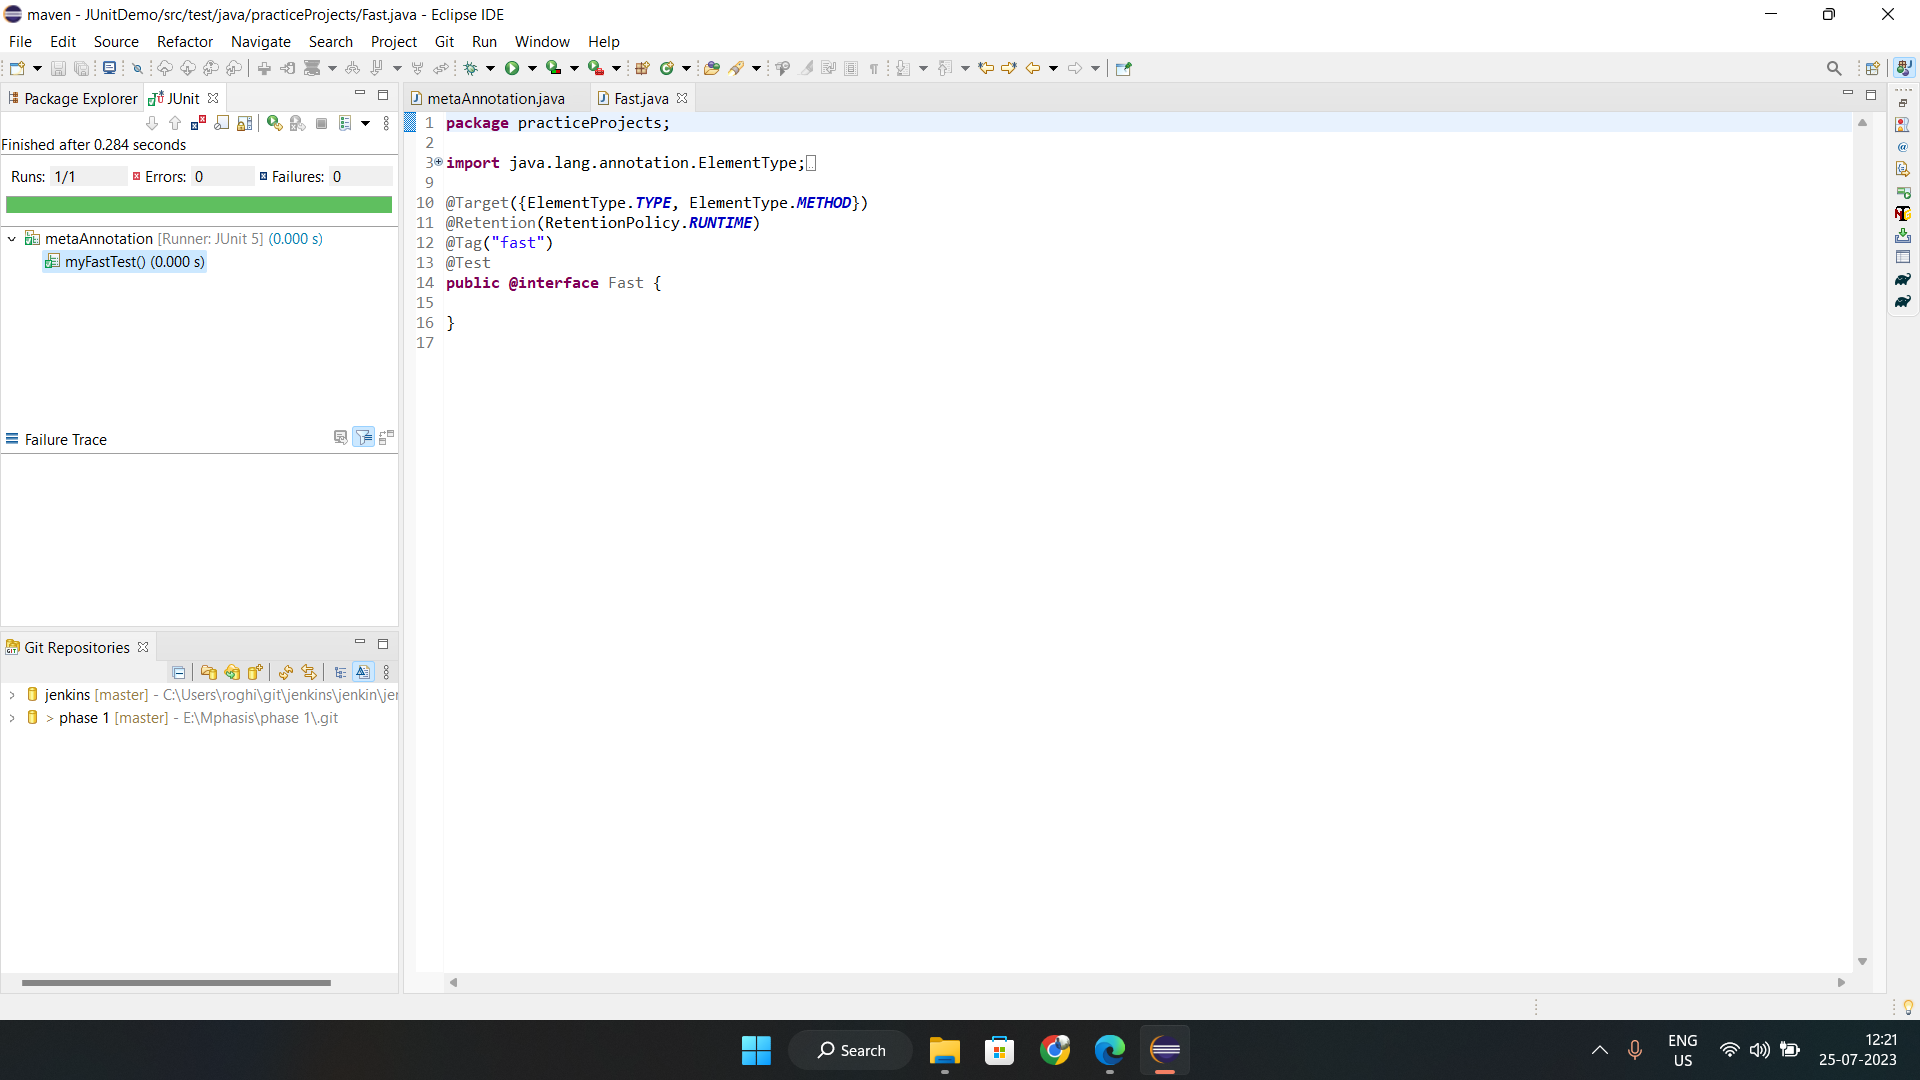 maven - JUnitDemo/src/test/java/practiceProjects/Fast.java - Eclipse IDE
File Edit Source Refactor Navigate Search Project Git Run Window Help
Package Explorer JUnit
metaAnnotation.java Fast.java
Finished after 0.284 seconds
Runs: 1/1 Errors: 0 Failures: 0
metaAnnotation [Runner: JUnit 5] (0.000 s)
myFastTest() (0.000 s)
Failure Trace
Git Repositories
jenkins [master] - C:\Users\roghi\git\jenkins\jenkin\jer
> phase 1 [master] - E:\Mphasis\phase 1\.git
1 package practiceProjects;
2
3 import java.lang.annotation.ElementType;
9
10 @Target({ElementType.TYPE, ElementType.METHOD})
11 @Retention(RetentionPolicy.RUNTIME)
12 @Tag("fast")
13 @Test
14 public @interface Fast {
15
16 }
17
Search
ENG
US
12:21
25-07-2023